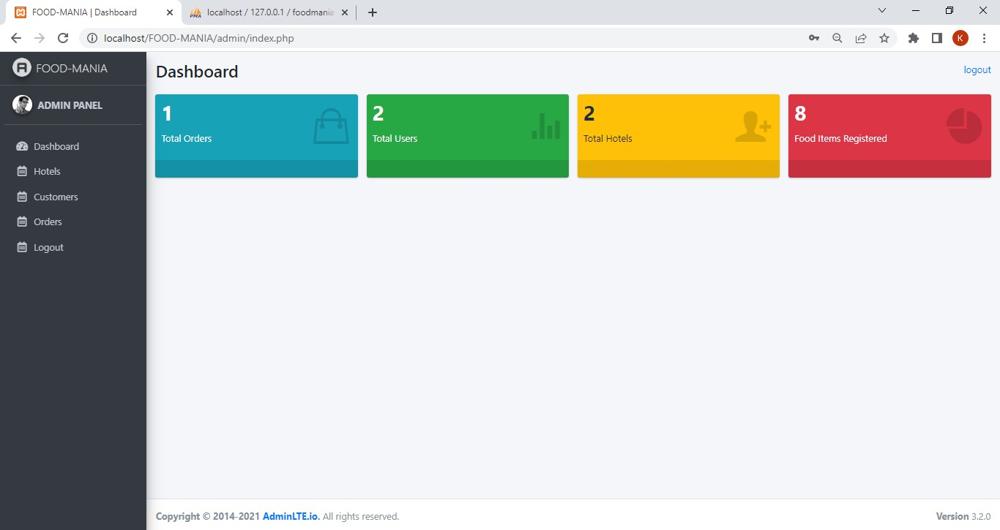 FOOD-MANIA | Dashboard
localhost / 127.0.0.1 / foodmania
localhost/FOOD-MANIA/admin/index.php
K
FOOD-MANIA
ADMIN PANEL
Dashboard
Hotels
Customers
Orders
Logout
Dashboard
logout
1
Total Orders
2
Total Users
2
Total Hotels
8
Food Items Registered
Copyright © 2014-2021 AdminLTE.io. All rights reserved.
Version 3.2.0